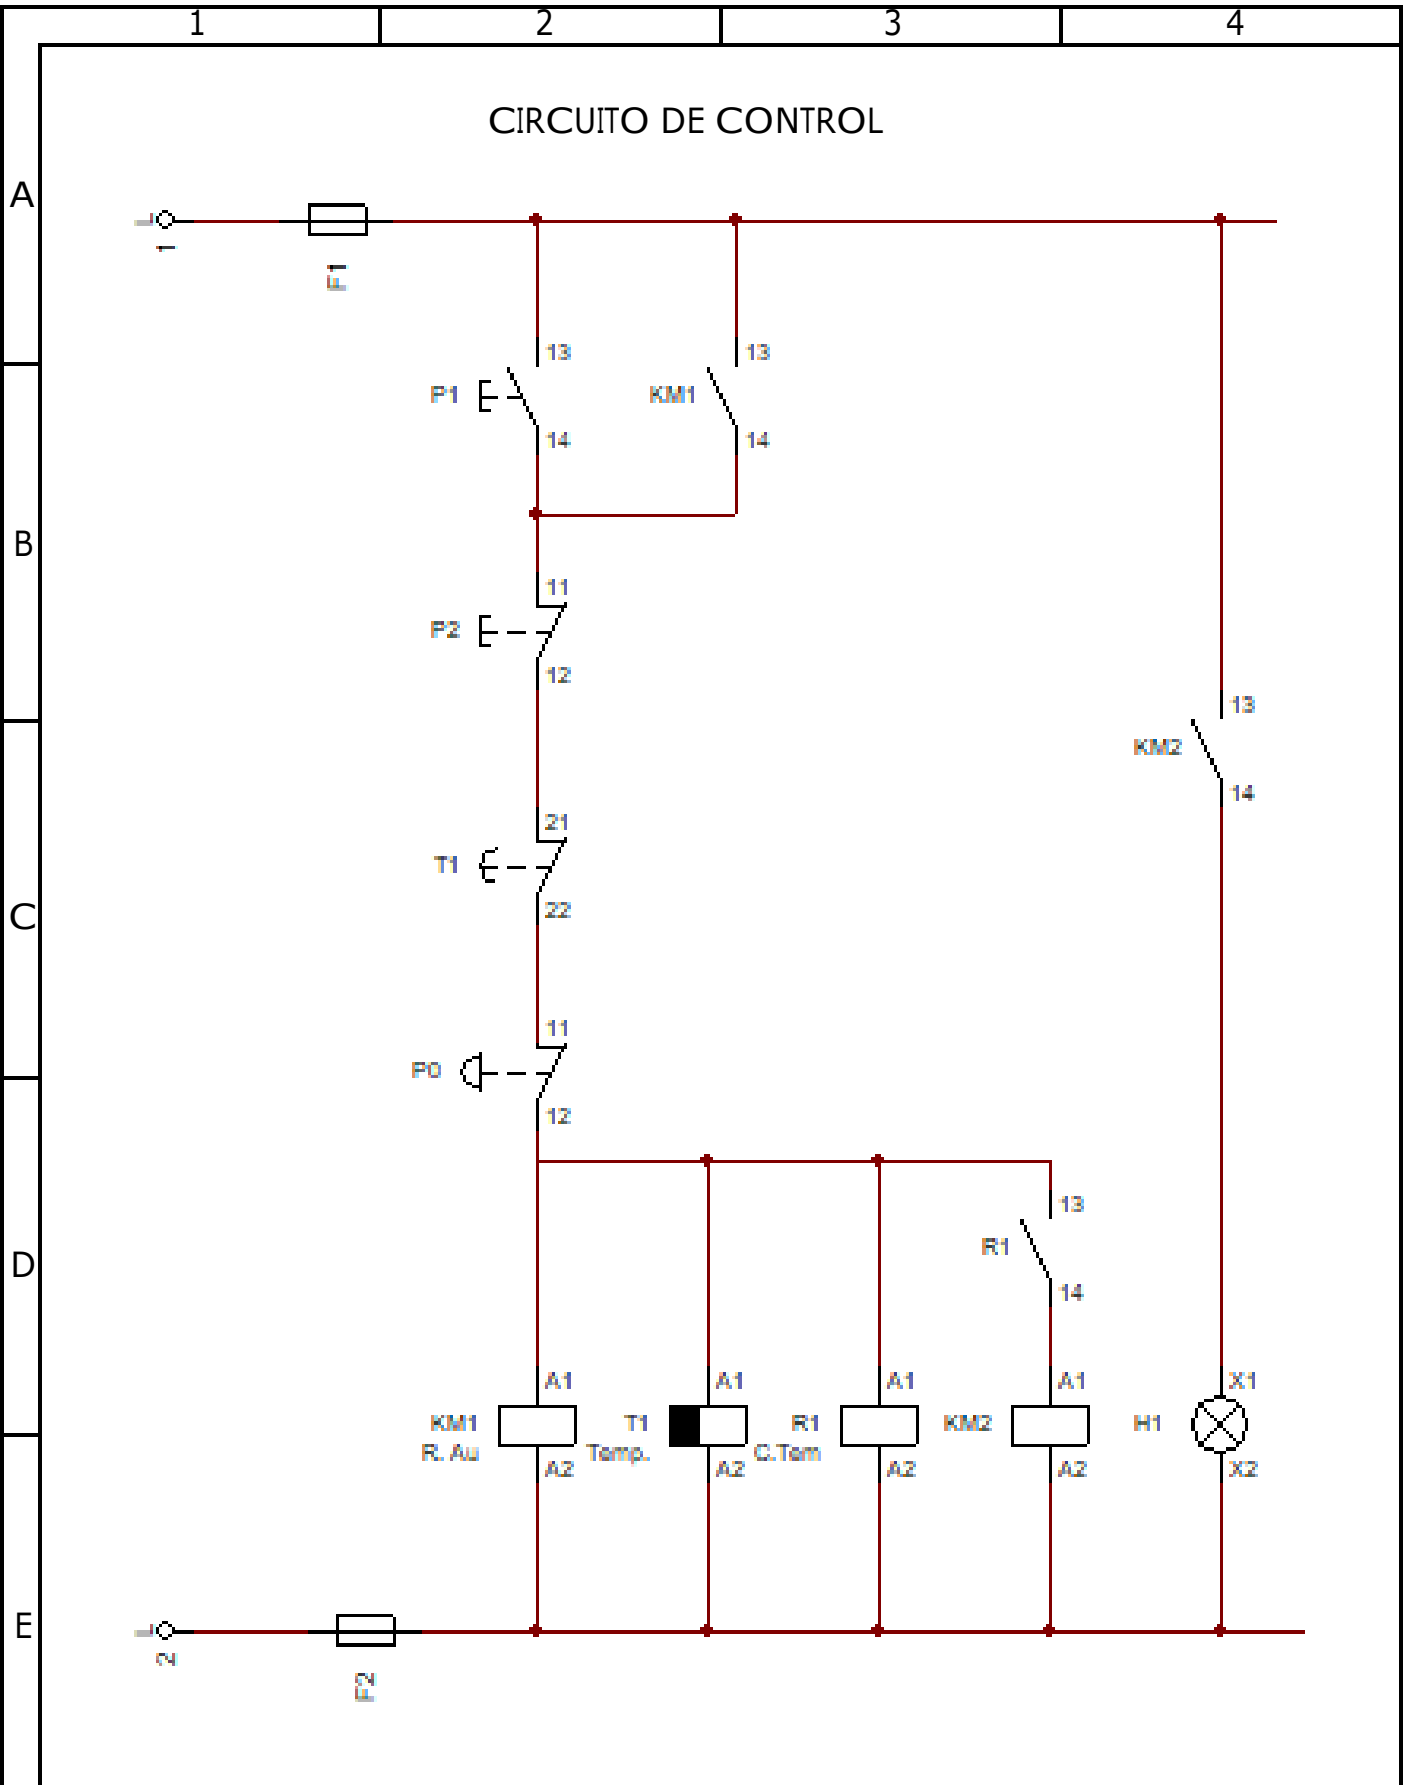 1 2 3 4
CIRCUITO DE CONTROL
A
L
1
F1
13 13
P1 KM1
14 14
B
11
P2
12
13
KM2
14
21
T1
C
22
11
P0
12
13
R1
D
14
A1 A1 A1 A1 X1
KM1 T1 R1 KM2 H1
R. Au Temp. C.Tem
A2 A2 A2 A2 X2
E
L
2
F2